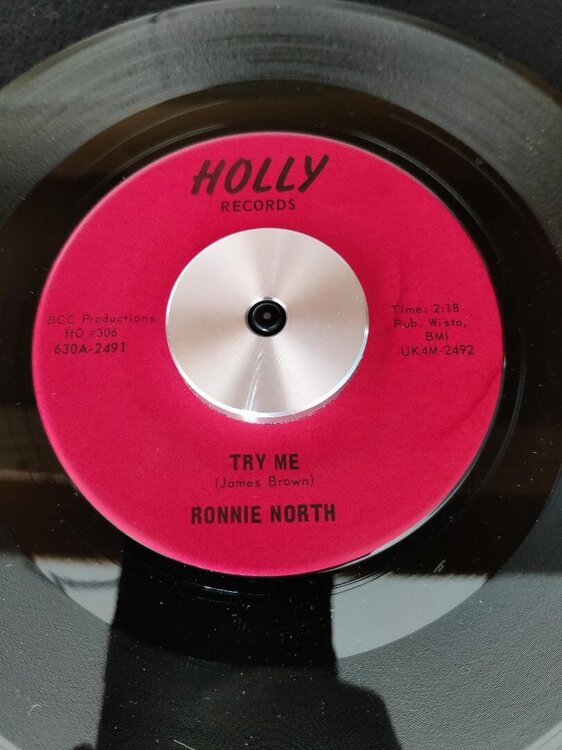 HOLLY
RECORDS
BCG Productions
HO #306
630A-2491
Time: 2:18
Pub. Wisto,
BMI
UK4M-2492
TRY ME
(James Brown)
RONNIE NORTH